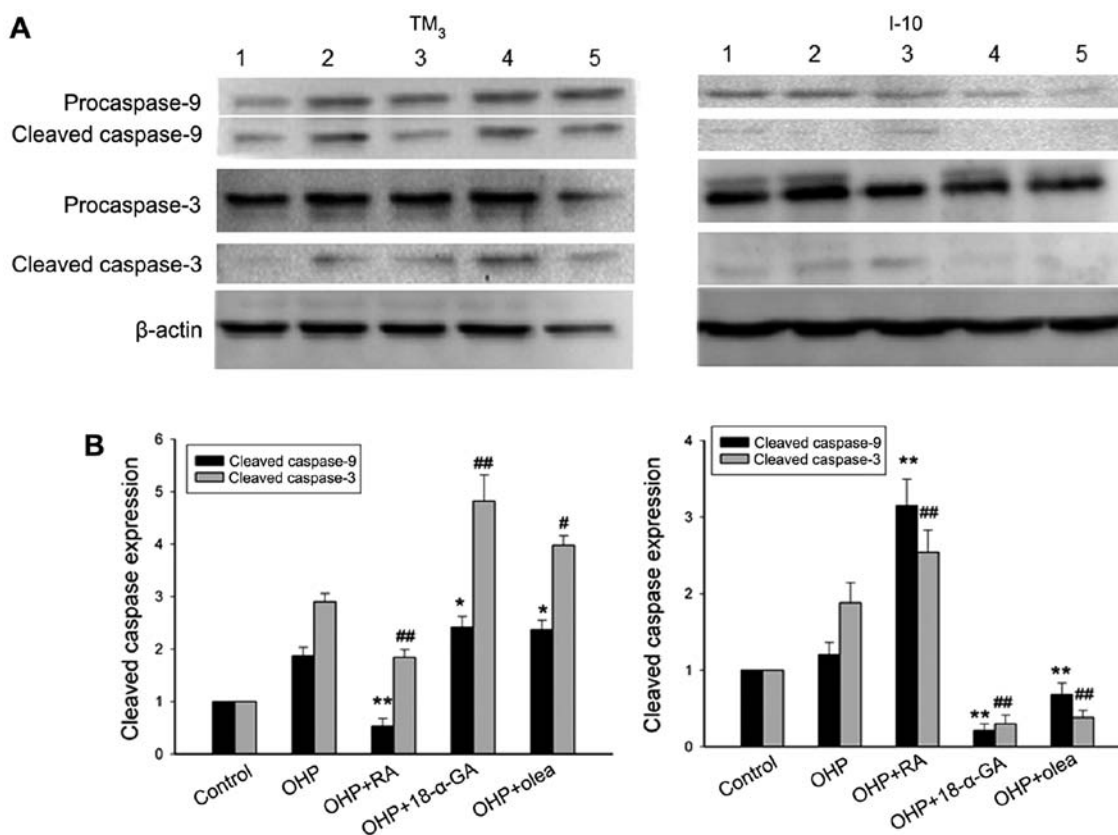 A
TM₃
I-10
1 2 3 4 5
1 2 3 4 5
Procaspase-9
Cleaved caspase-9
Procaspase-3
Cleaved caspase-3
β-actin
B
Cleaved caspase expression
6
5
4
3
2
1
0
Cleaved caspase-9
Cleaved caspase-3
**
##
*
##
*
#
Control
OHP
OHP+RA
OHP+18-α-GA
OHP+olea
Cleaved caspase expression
4
3
2
1
0
Cleaved caspase-9
Cleaved caspase-3
**
##
**
##
**
##
Control
OHP
OHP+RA
OHP+18-α-GA
OHP+olea